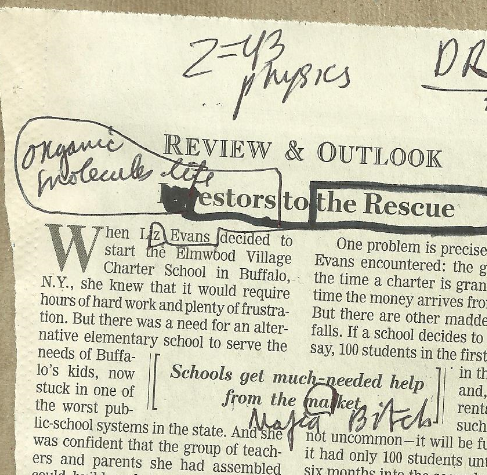 Z=43
physics
DR
organic
molecules life
REVIEW & OUTLOOK
Investors to the Rescue
When Liz Evans decided to
start the Elmwood Village
Charter School in Buffalo,
N.Y., she knew that it would require
hours of hard work and plenty of frustra-
tion. But there was a need for an alter-
native elementary school to serve the
needs of Buffa-
lo's kids, now
stuck in one of
the worst pub-
lic-school systems in the state. And she
was confident that the group of teach-
ers and parents she had assembled
One problem is precise
Evans encountered: the g
the time a charter is gran
time the money arrives fro
But there are other madde
falls. If a school decides to
say, 100 students in the first
in th
and,
renta
such
not uncommon—it will be fu
it had only 100 students un
six months into the
Schools get much-needed help
from the market.
Mafia Bitch